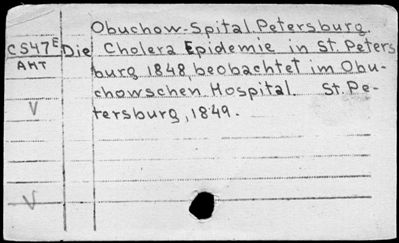 Obuchow-Spital Petersburg.
CS47E Die Cholera Epidemie in St. Peters
AHT burg 1848, beobachtet im Obu-
chowschen Hospital. St. Pe-
V tersburg, 1849.
V